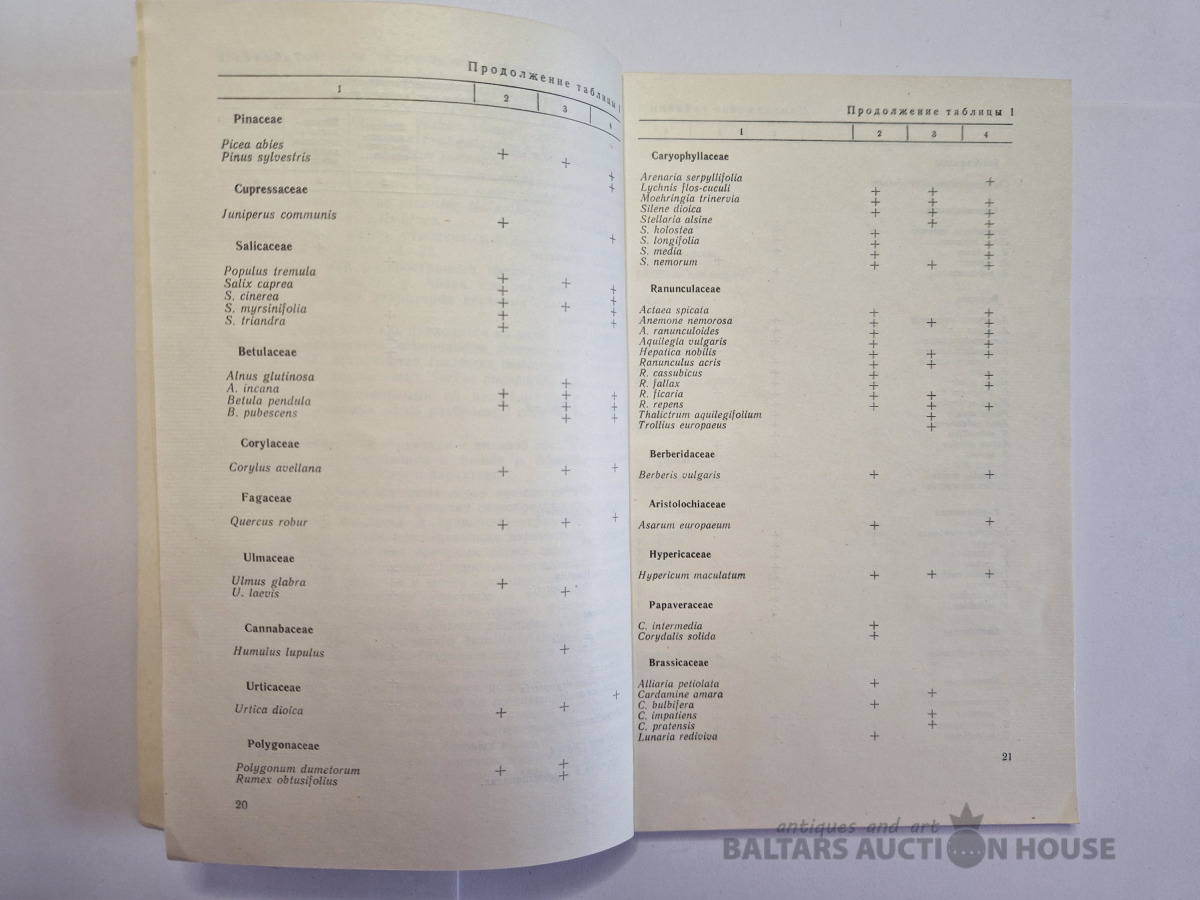 Продолжение таблицы 1
1 2 3 4
Pinaceae
Picea abies + + +
Pinus sylvestris +
Cupressaceae
Juniperus communis + +
Salicaceae
Populus tremula + + +
Salix caprea + +
S. cinerea + + +
S. myrsinifolia + +
S. triandra +
Betulaceae
Alnus glutinosa +
A. incana + + +
Betula pendula + + +
B. pubescens + +
Corylaceae
Corylus avellana + + +
Fagaceae
Quercus robur + + +
Ulmaceae
Ulmus glabra +
U. laevis +
Cannabaceae
Humulus lupulus +
Urticaceae
Urtica dioica + + +
Polygonaceae
Polygonum dumetorum + +
Rumex obtusifolius +
20
Продолжение таблицы 1
1 2 3 4
Caryophyllaceae
Arenaria serpyllifolia +
Lychnis flos-cuculi + + +
Moehringia trinervia + + +
Silene dioica + + +
Stellaria alsine + +
S. holostea + +
S. longifolia + +
S. media + +
S. nemorum + + +
Ranunculaceae
Actaea spicata + +
Anemone nemorosa + + +
A. ranunculoides + +
Aquilegia vulgaris + +
Hepatica nobilis + + +
Ranunculus acris + +
R. cassubicus + +
R. fallax + +
R. ficaria + +
R. repens + + +
Thalictrum aquilegifolium +
Trollius europaeus +
Berberidaceae
Berberis vulgaris + +
Aristolochiaceae
Asarum europaeum + +
Hypericaceae
Hypericum maculatum + + +
Papaveraceae
C. intermedia +
Corydalis solida +
Brassicaceae
Alliaria petiolata +
Cardamine amara +
C. bulbifera +
C. impatiens +
C. pratensis +
Lunaria rediviva +
21
antiques and art
BALTARS AUCTION HOUSE